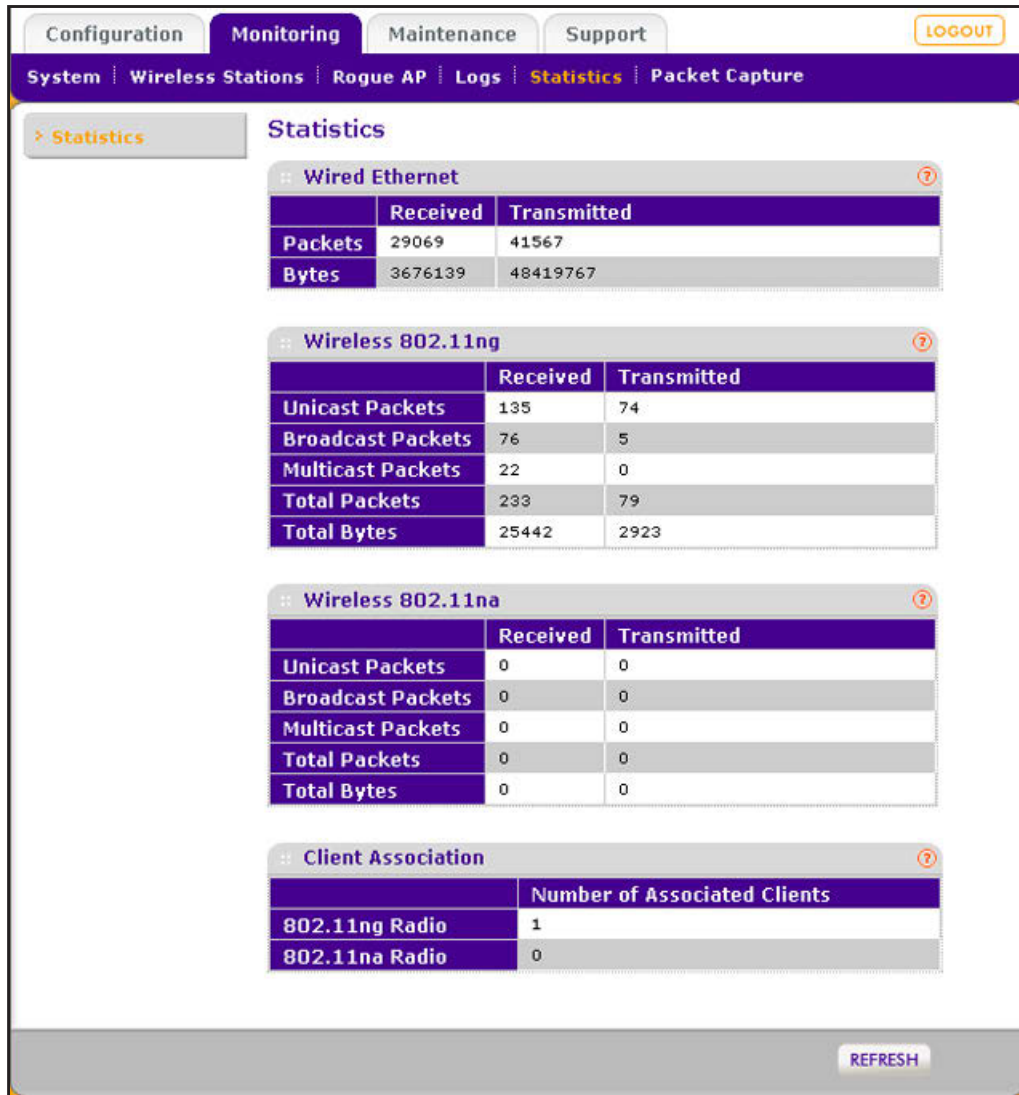 Configuration Monitoring Maintenance Support LOGOUT
System Wireless Stations Rogue AP Logs Statistics Packet Capture
> Statistics
Statistics
Wired Ethernet ?
Received Transmitted
Packets 29069 41567
Bytes 3676139 48419767
Wireless 802.11ng ?
Received Transmitted
Unicast Packets 135 74
Broadcast Packets 76 5
Multicast Packets 22 0
Total Packets 233 79
Total Bytes 25442 2923
Wireless 802.11na ?
Received Transmitted
Unicast Packets 0 0
Broadcast Packets 0 0
Multicast Packets 0 0
Total Packets 0 0
Total Bytes 0 0
Client Association ?
Number of Associated Clients
802.11ng Radio 1
802.11na Radio 0
REFRESH